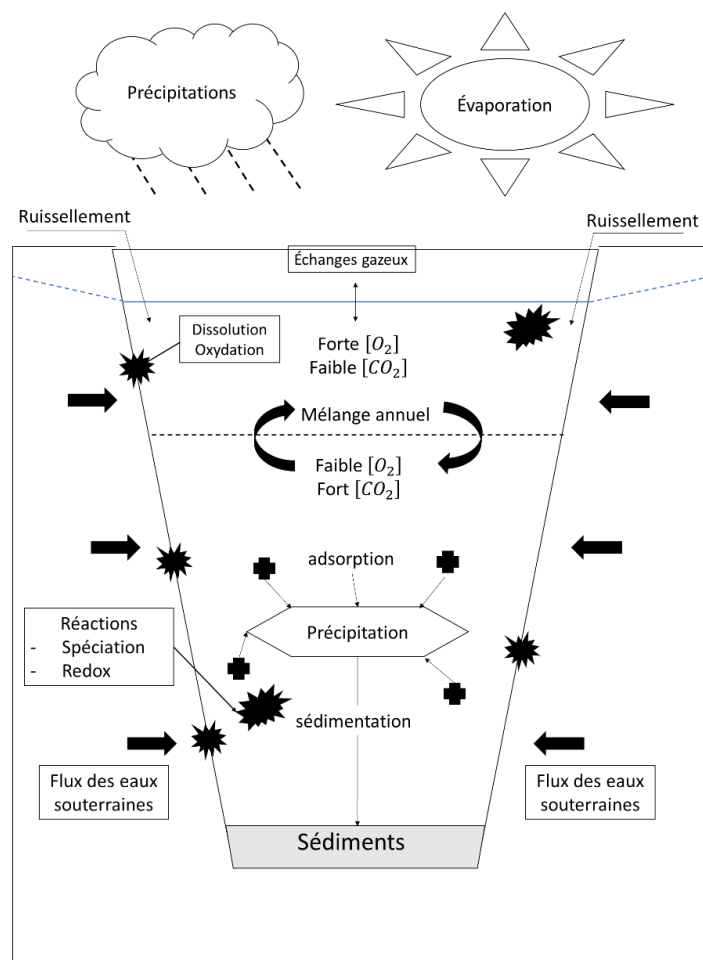 Précipitations
Évaporation
Ruissellement
Ruissellement
Échanges gazeux
Dissolution
Oxydation
Forte [O₂]
Faible [CO₂]
Mélange annuel
Faible [O₂]
Fort [CO₂]
adsorption
Réactions
- Spéciation
- Redox
Précipitation
sédimentation
Flux des eaux
souterraines
Flux des eaux
souterraines
Sédiments